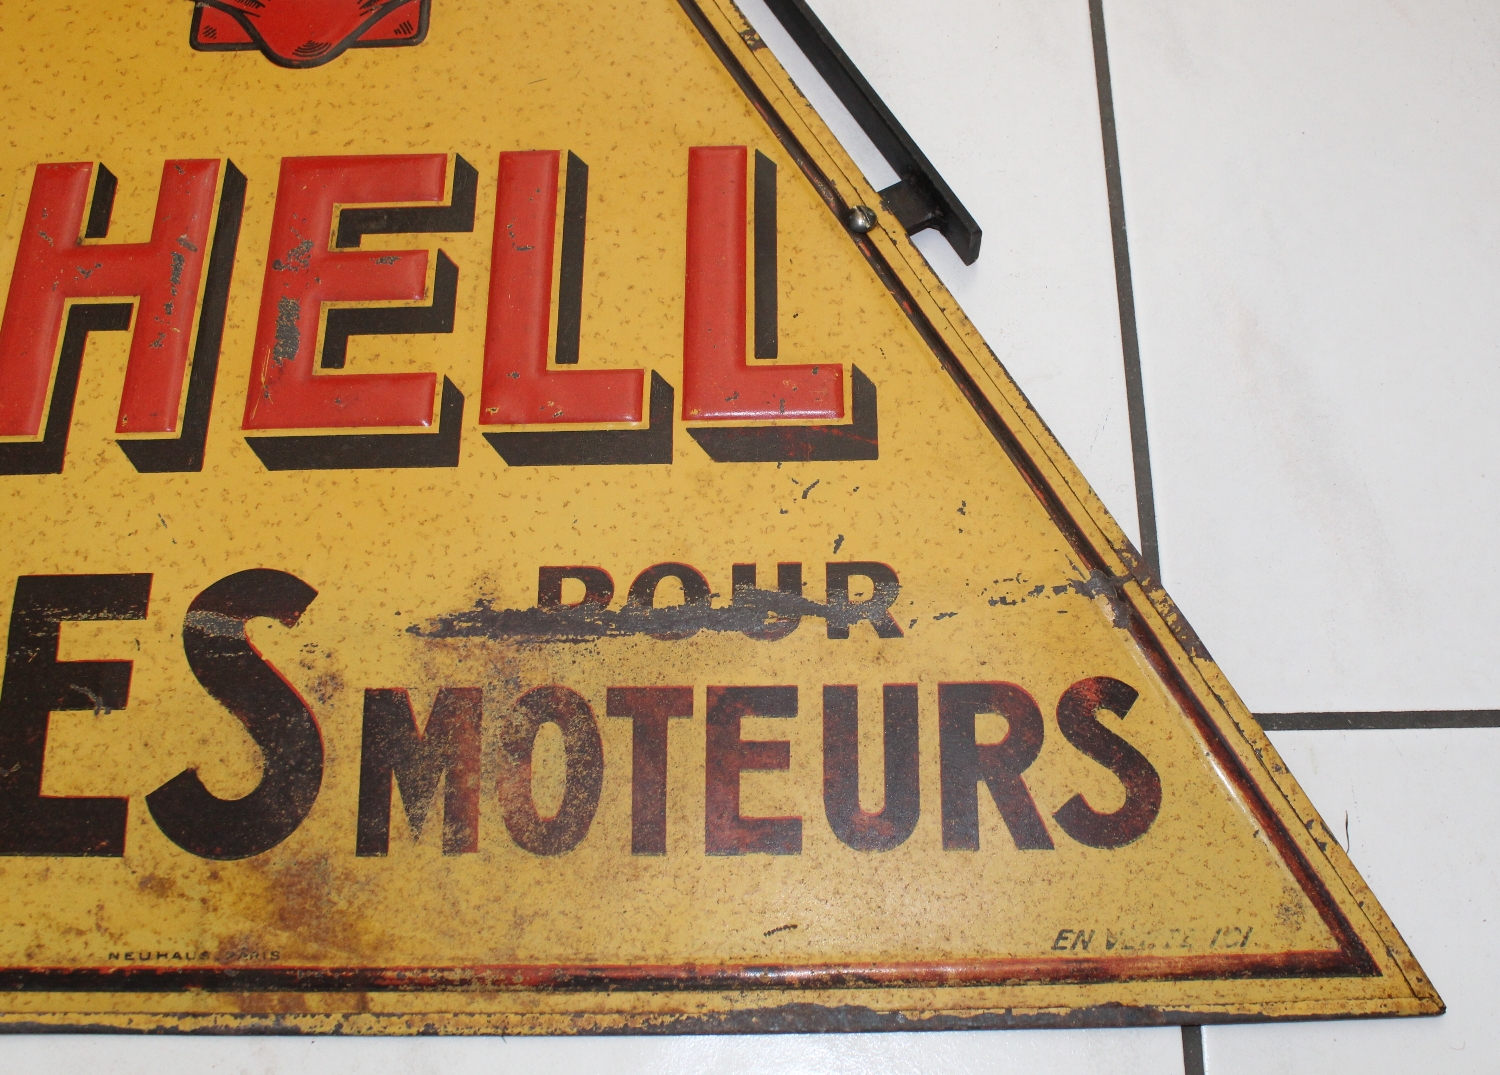 HELL
ES POUR
MOTEURS
EN VENTE ICI
NEUHAUS. PARIS